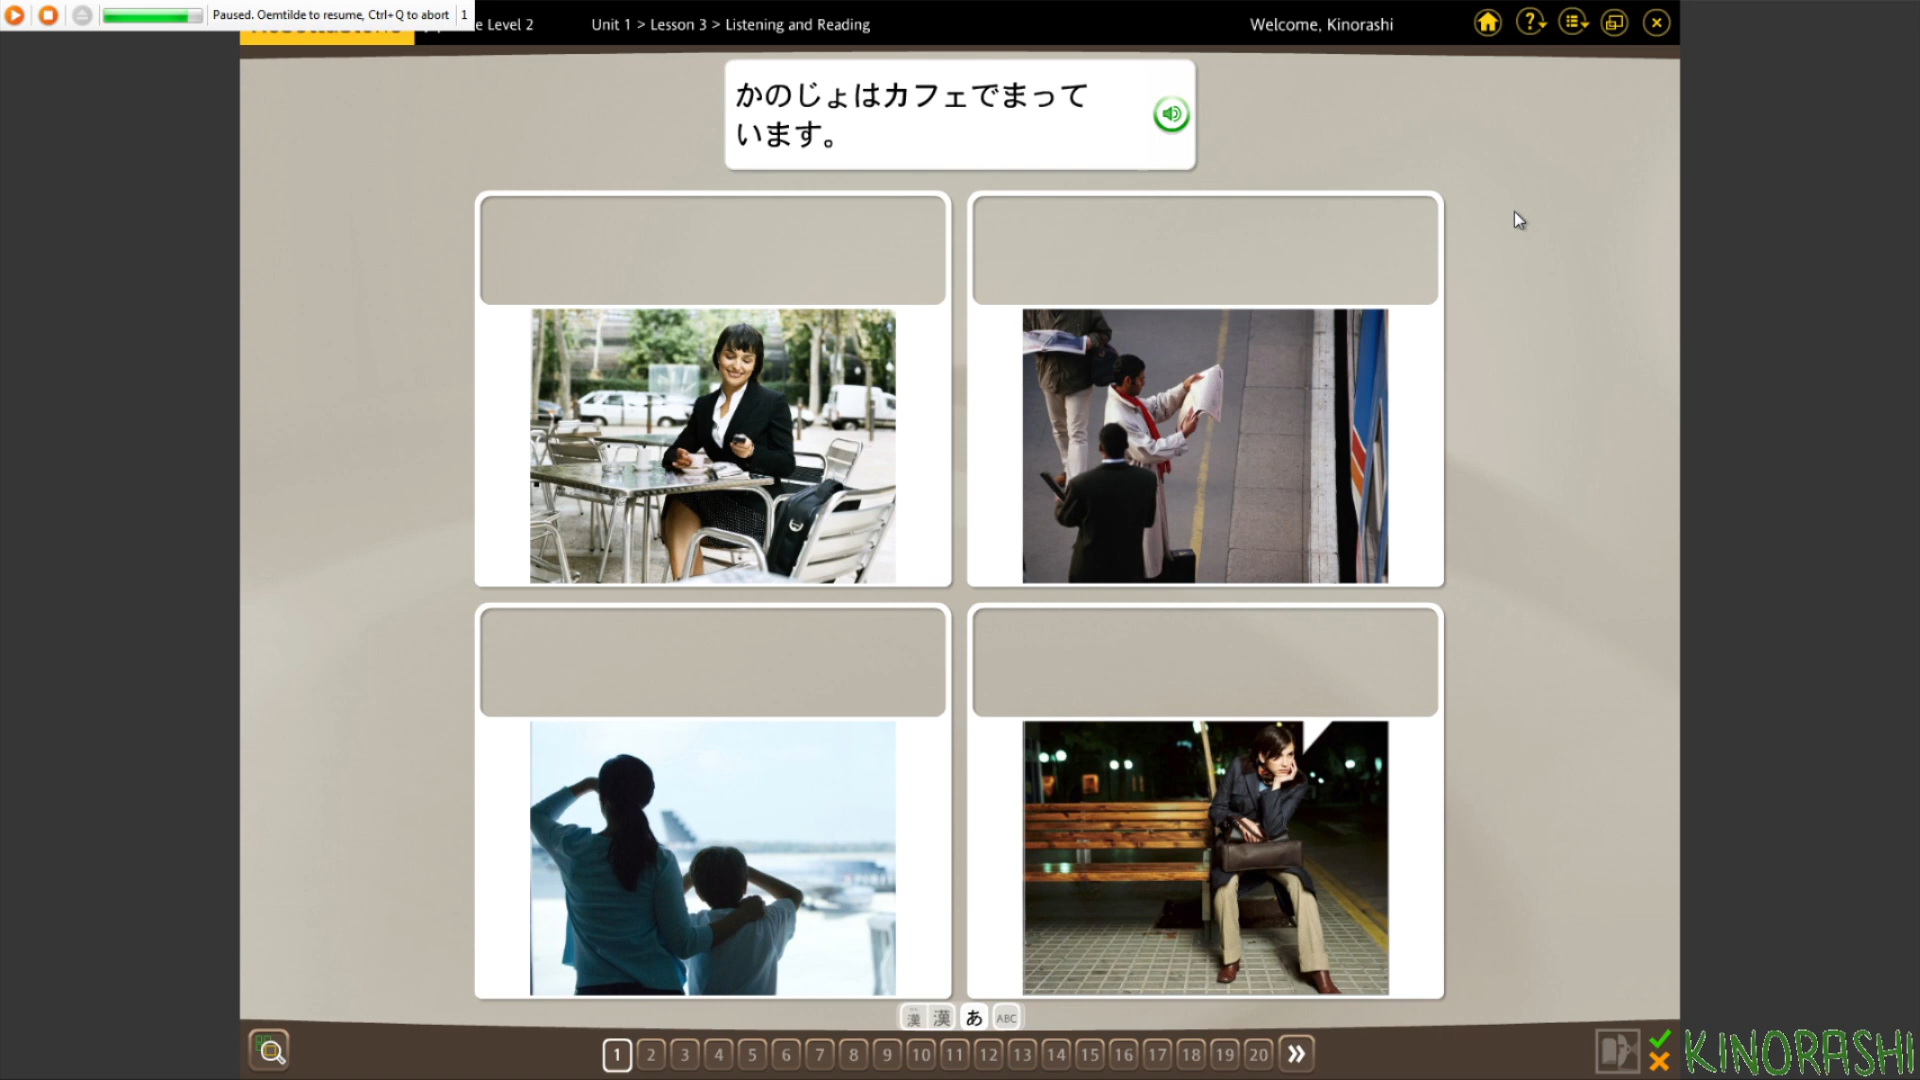 Paused. Oemtilde to resume, Ctrl+Q to abort 1
e Level 2
Unit 1 > Lesson 3 > Listening and Reading
Welcome, Kinorashi
かのじょはカフェでまって
います。
漢 漢 あ ABC
1 2 3 4 5 6 7 8 9 10 11 12 13 14 15 16 17 18 19 20
KINORASHI